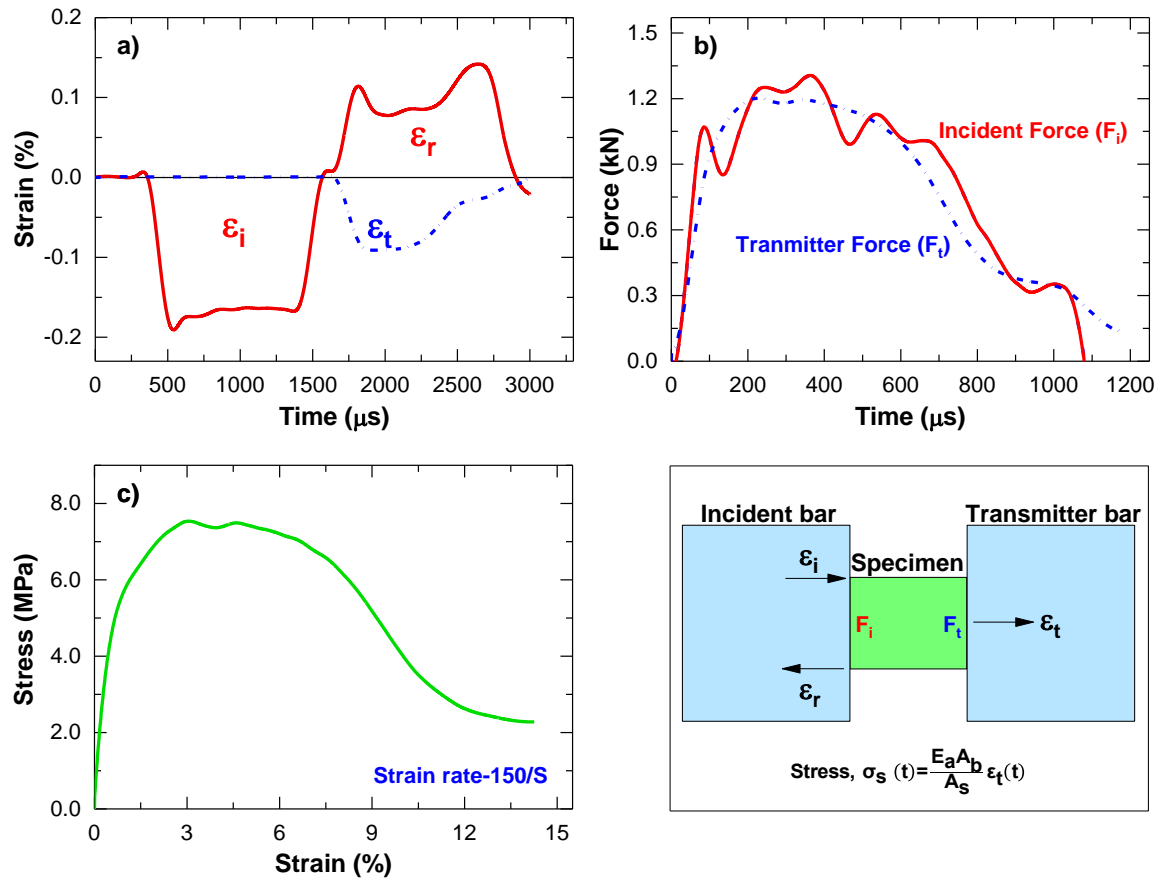 a)
0.1
0.0
-0.1
-0.2
Strain (%)
εr
εi
εt
0 500 1000 1500 2000 2500 3000
Time (μs)
b)
1.5
1.2
0.9
0.6
0.3
0.0
Force (kN)
Incident Force (Fi)
Tranmitter Force (Ft)
0 200 400 600 800 1000 1200
Time (μs)
c)
8.0
6.0
4.0
2.0
0.0
Stress (MPa)
Strain rate-150/S
0 3 6 9 12 15
Strain (%)
Incident bar Transmitter bar
Specimen
εi
Fi Ft εt
εr
Stress, σs (t)=EaAb/As εt(t)